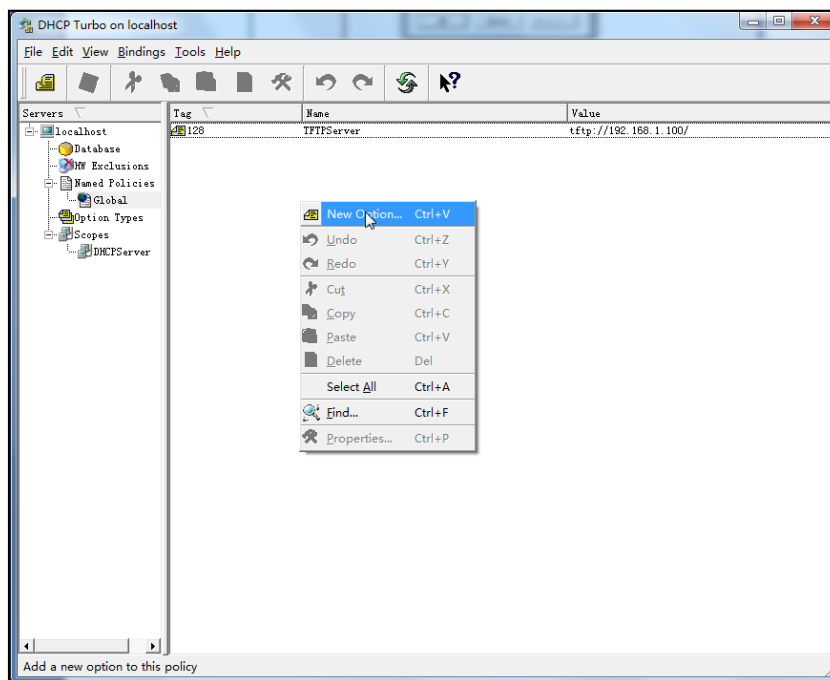 DHCP Turbo on localhost
File Edit View Bindings Tools Help
Servers
Tag Name Value
localhost
Database
HW Exclusions
Named Policies
Global
Option Types
Scopes
DHCPServer
128 TFTPServer tftp://192.168.1.100/
New Option... Ctrl+V
Undo Ctrl+Z
Redo Ctrl+Y
Cut Ctrl+X
Copy Ctrl+C
Paste Ctrl+V
Delete Del
Select All Ctrl+A
Find... Ctrl+F
Properties... Ctrl+P
Add a new option to this policy